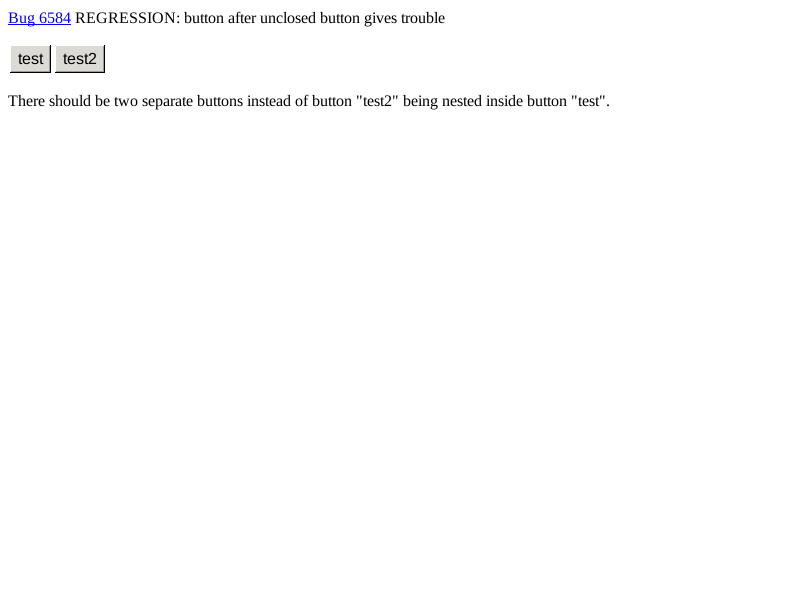 Bug 6584 REGRESSION: button after unclosed button gives trouble
test test2
There should be two separate buttons instead of button "test2" being nested inside button "test".